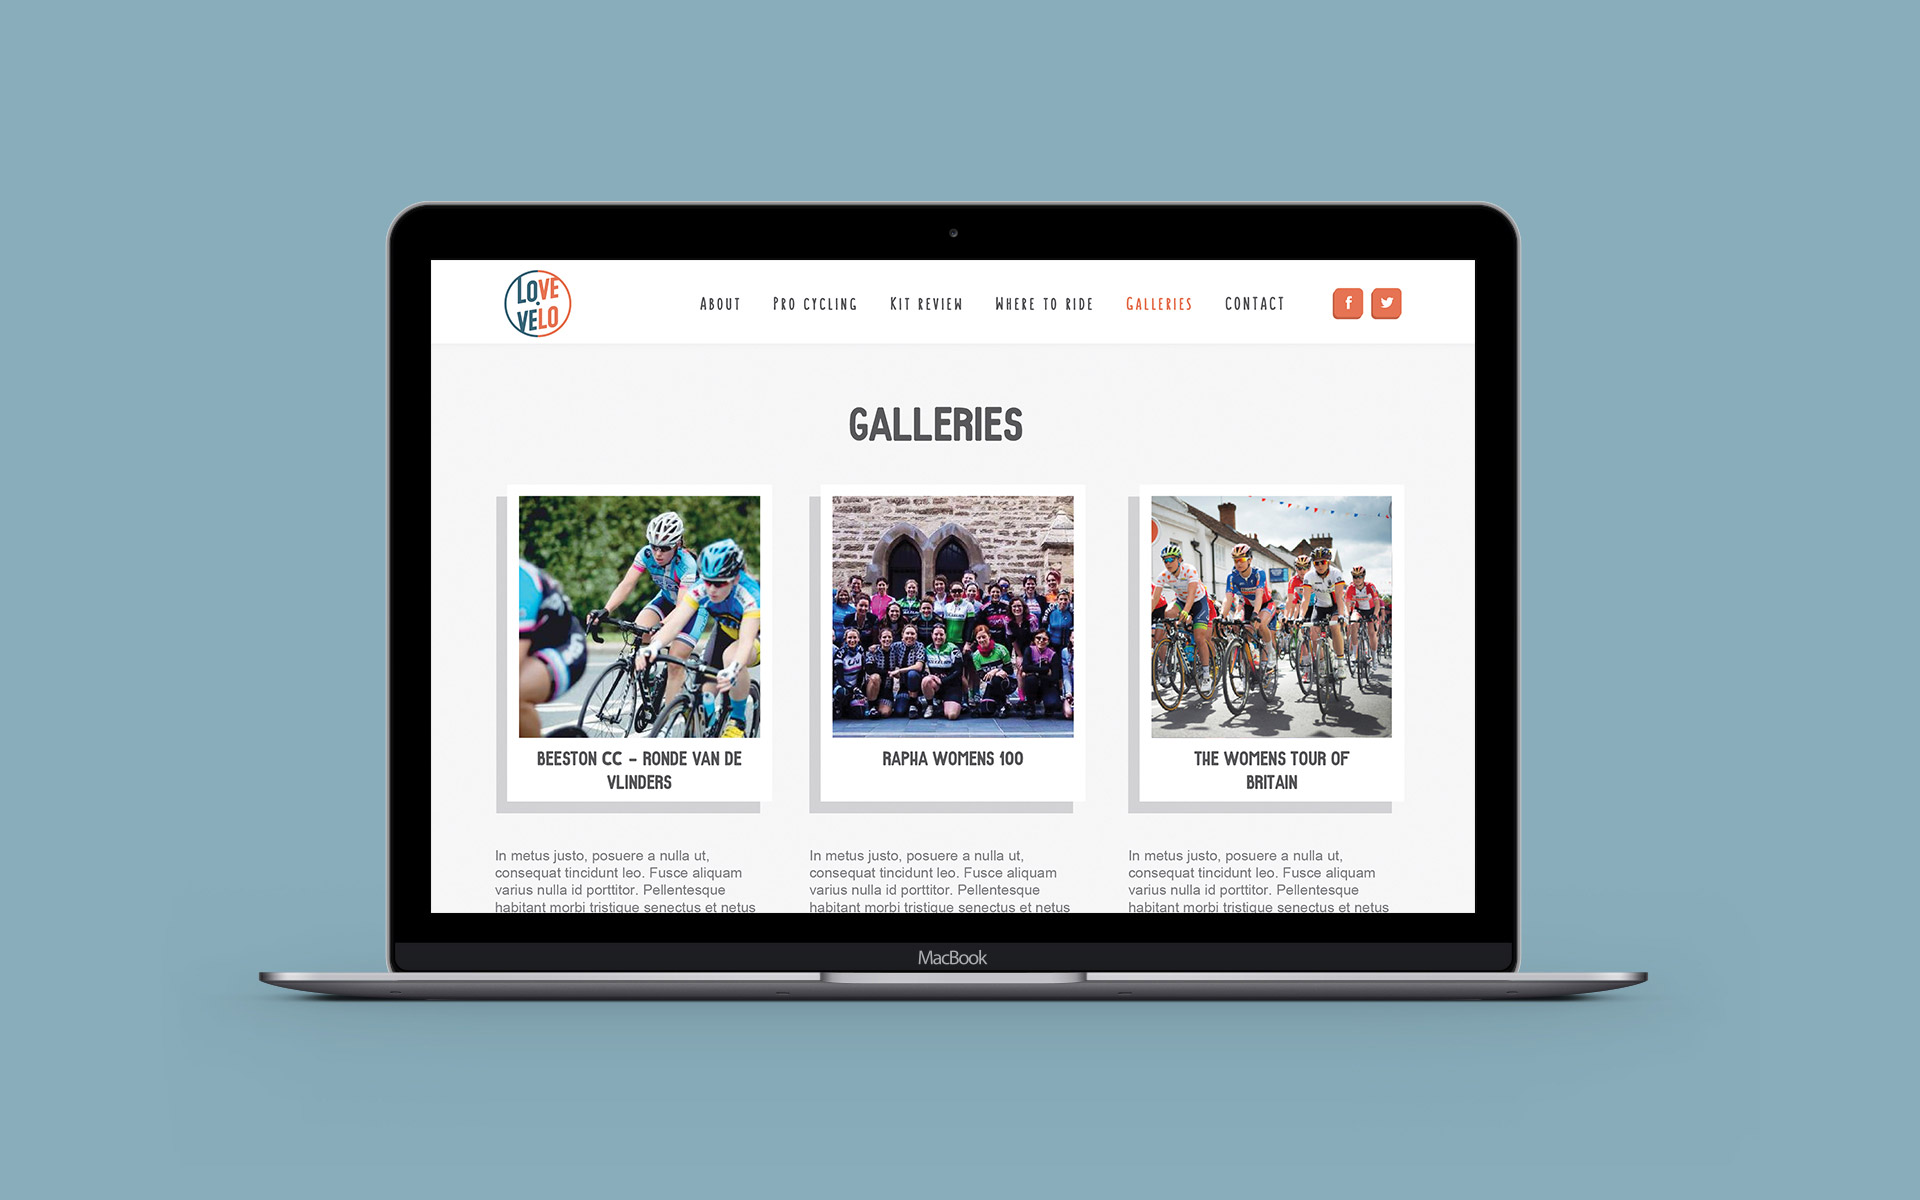 LOVE
VELO
ABOUT
PRO CYCLING
KIT REVIEW
WHERE TO RIDE
GALLERIES
CONTACT
f
GALLERIES
BEESTON CC - RONDE VAN DE
VLINDERS
RAPHA WOMENS 100
THE WOMENS TOUR OF
BRITAIN
In metus justo, posuere a nulla ut,
consequat tincidunt leo. Fusce aliquam
varius nulla id porttitor. Pellentesque
habitant morbi tristique senectus et netus
In metus justo, posuere a nulla ut,
consequat tincidunt leo. Fusce aliquam
varius nulla id porttitor. Pellentesque
habitant morbi tristique senectus et netus
In metus justo, posuere a nulla ut,
consequat tincidunt leo. Fusce aliquam
varius nulla id porttitor. Pellentesque
habitant morbi tristique senectus et netus
MacBook